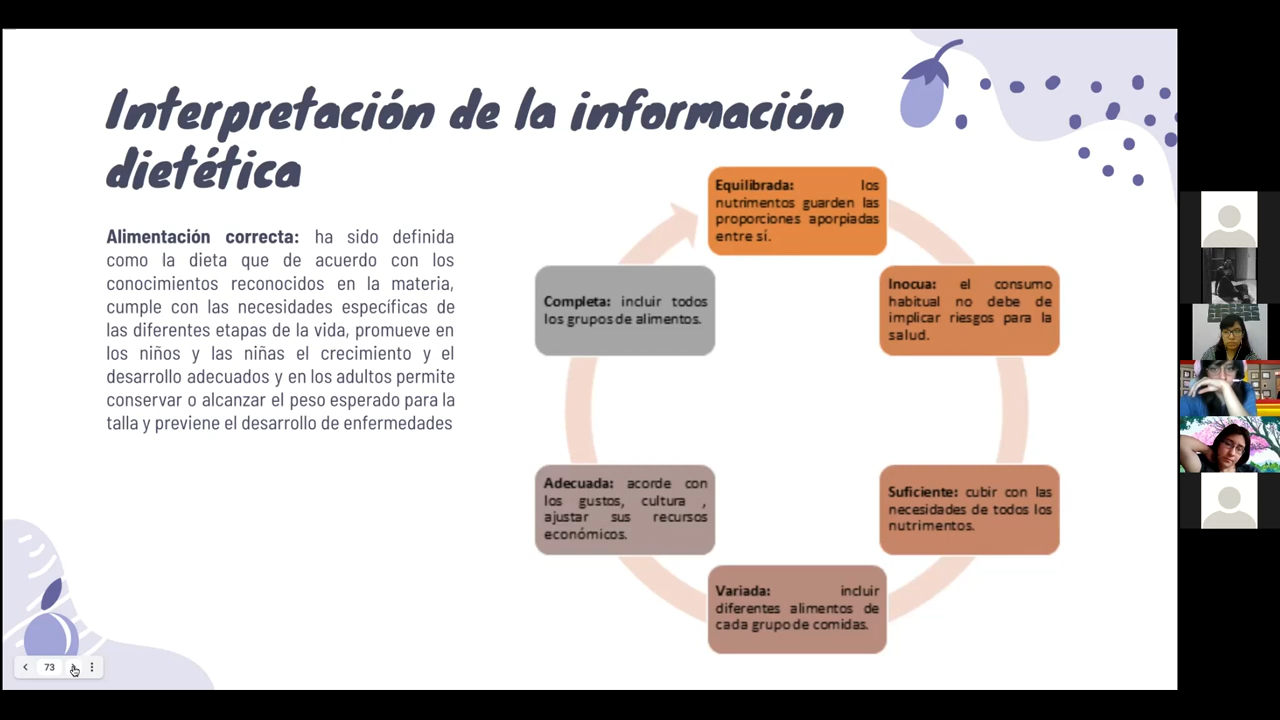 Interpretación de la información
dietética
Alimentación correcta: ha sido definida
como la dieta que de acuerdo con los
conocimientos reconocidos en la materia,
cumple con las necesidades específicas de
las diferentes etapas de la vida, promueve en
los niños y las niñas el crecimiento y el
desarrollo adecuados y en los adultos permite
conservar o alcanzar el peso esperado para la
talla y previene el desarrollo de enfermedades
Equilibrada: los
nutrimentos guarden las
proporciones aporpiadas
entre sí.
Inocua: el consumo
habitual no debe de
implicar riesgos para la
salud.
Suficiente: cubir con las
necesidades de todos los
nutrimentos.
Variada: incluir
diferentes alimentos de
cada grupo de comidas.
Adecuada: acorde con
los gustos, cultura ,
ajustar sus recursos
económicos.
Completa: incluir todos
los grupos de alimentos.
73